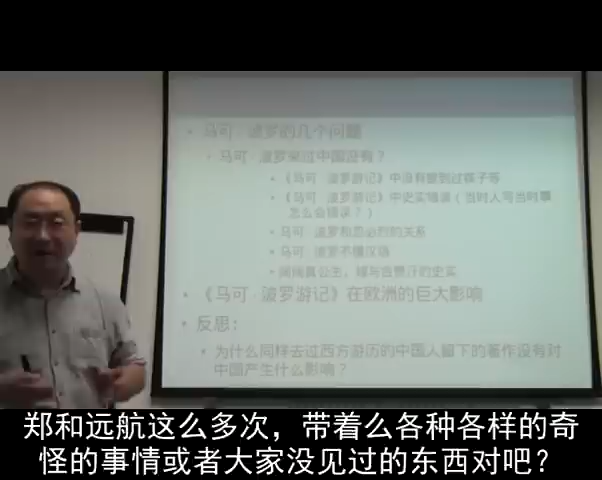 马可·波罗的几个问题
马可·波罗来过中国没有？
《马可·波罗游记》中没有提到过筷子等
《马可·波罗游记》中史实错误（当时人写当时事
怎么会错误？）
马可·波罗和忽必烈的关系
马可·波罗不懂汉语
阔阔真公主，嫁与合赞汗的史实
《马可·波罗游记》在欧洲的巨大影响
反思：
为什么同样去过西方游历的中国人留下的著作没有对
中国产生什么影响？
郑和远航这么多次，带着么各种各样的奇
怪的事情或者大家没见过的东西对吧？